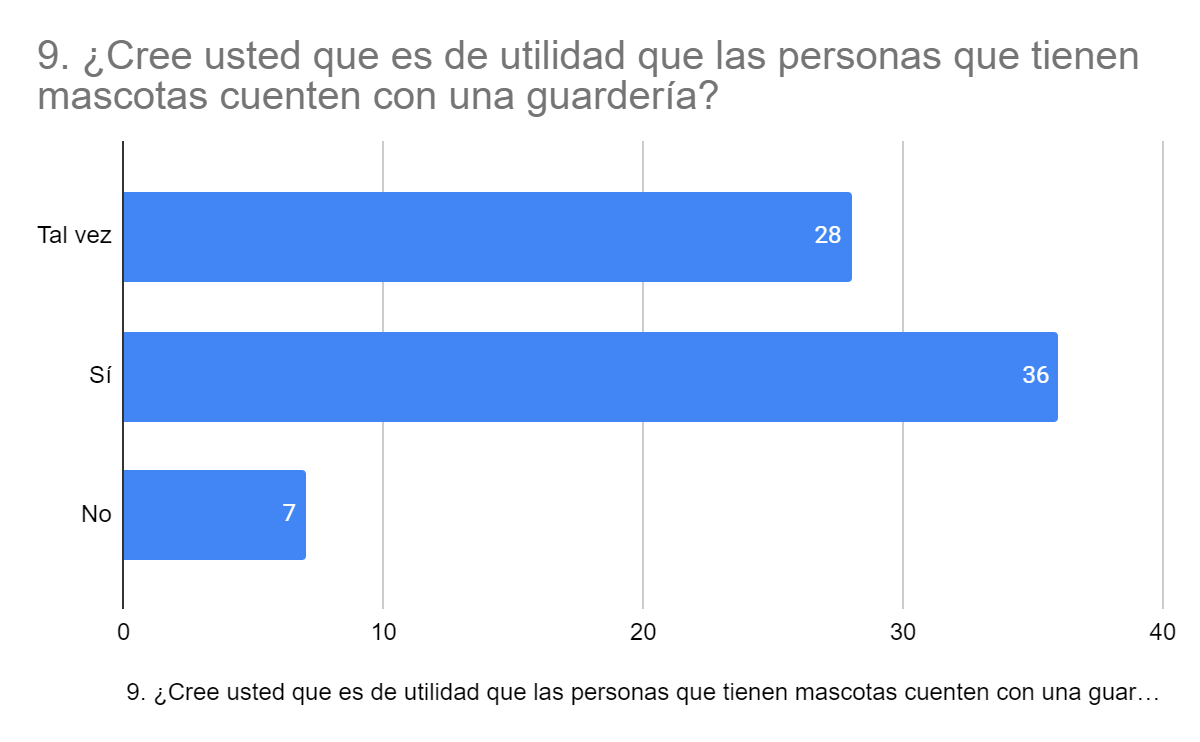 9. ¿Cree usted que es de utilidad que las personas que tienen
mascotas cuenten con una guardería?
Tal vez
28
Sí
36
No
7
0
10
20
30
40
9. ¿Cree usted que es de utilidad que las personas que tienen mascotas cuenten con una guar…